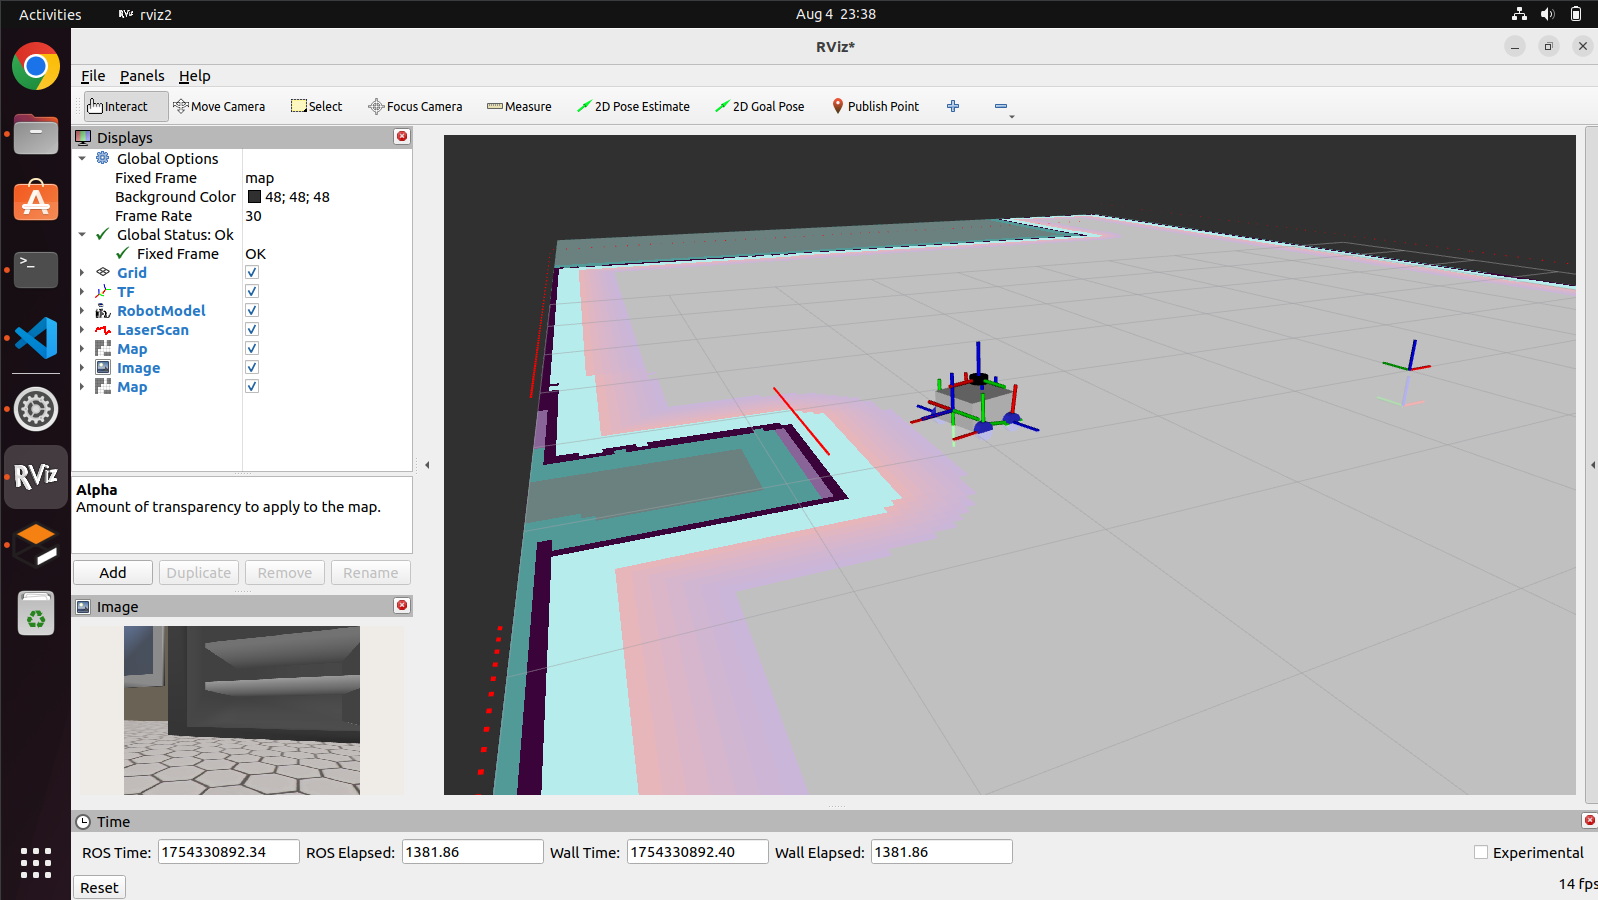 Activities
RViz rviz2
Aug 4 23:38
RViz*
File Panels Help
Interact Move Camera Select Focus Camera Measure 2D Pose Estimate 2D Goal Pose Publish Point
Displays
Global Options
Fixed Frame map
Background Color 48; 48; 48
Frame Rate 30
Global Status: Ok
Fixed Frame OK
Grid
TF
RobotModel
LaserScan
Map
Image
Map
RViz
Alpha
Amount of transparency to apply to the map.
Add Duplicate Remove Rename
Image
Time
ROS Time: 1754330892.34 ROS Elapsed: 1381.86 Wall Time: 1754330892.40 Wall Elapsed: 1381.86 Experimental
Reset 14 fps